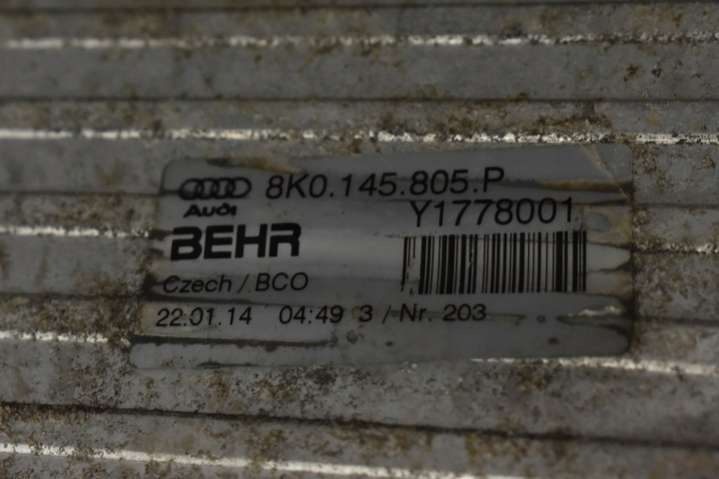 8K0.145.805.P
Audi
Y1778001
BEHR
Czech / BCO
22.01.14 04:49 3 / Nr. 203